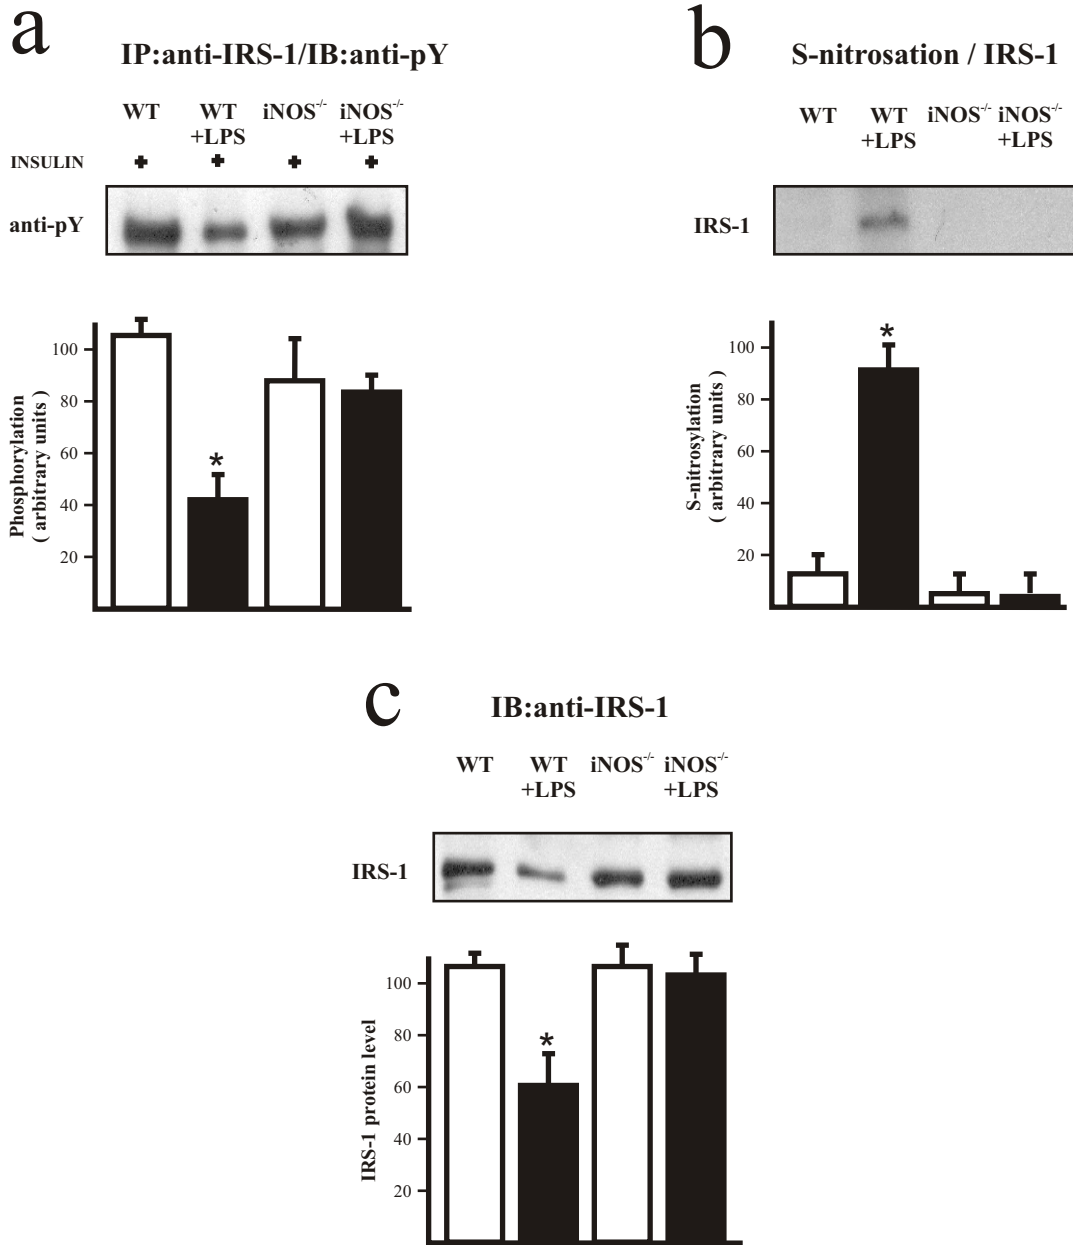 a
IP:anti-IRS-1/IB:anti-pY
WT WT iNOS-/- iNOS-/-
+LPS +LPS
INSULIN + + + +
anti-pY
Phosphorylation
( arbitrary units )
100
80
60
40
20
*
b
S-nitrosation / IRS-1
WT WT iNOS-/- iNOS-/-
+LPS +LPS
IRS-1
S-nitrosylation
( arbitrary units )
100
80
60
40
20
*
c
IB:anti-IRS-1
WT WT iNOS-/- iNOS-/-
+LPS +LPS
IRS-1
IRS-1 protein level
100
80
60
40
20
*